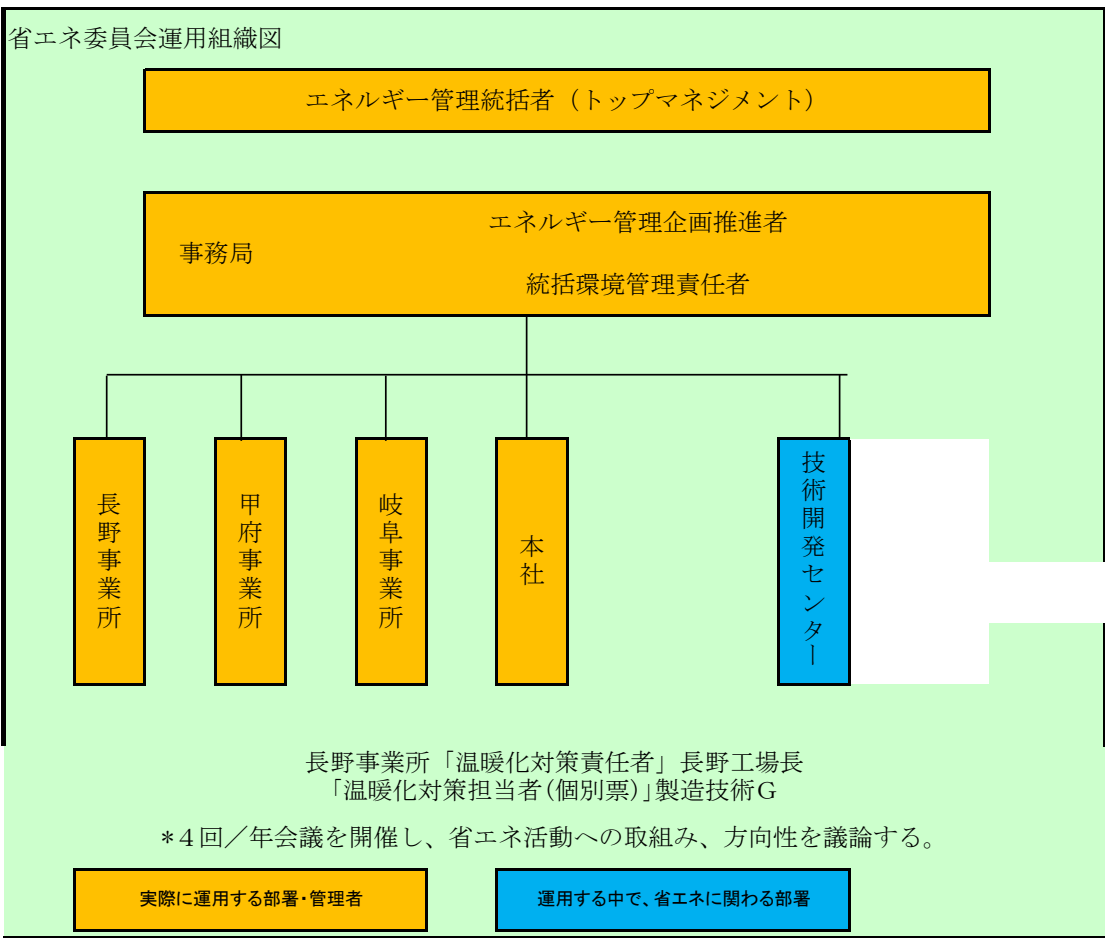 省エネ委員会運用組織図
エネルギー管理統括者（トップマネジメント）
エネルギー管理企画推進者
事務局
統括環境管理責任者
長野事業所
甲府事業所
岐阜事業所
本社
技術開発センター
長野事業所「温暖化対策責任者」長野工場長
「温暖化対策担当者(個別票)」製造技術G
＊４回／年会議を開催し、省エネ活動への取組み、方向性を議論する。
実際に運用する部署・管理者
運用する中で、省エネに関わる部署